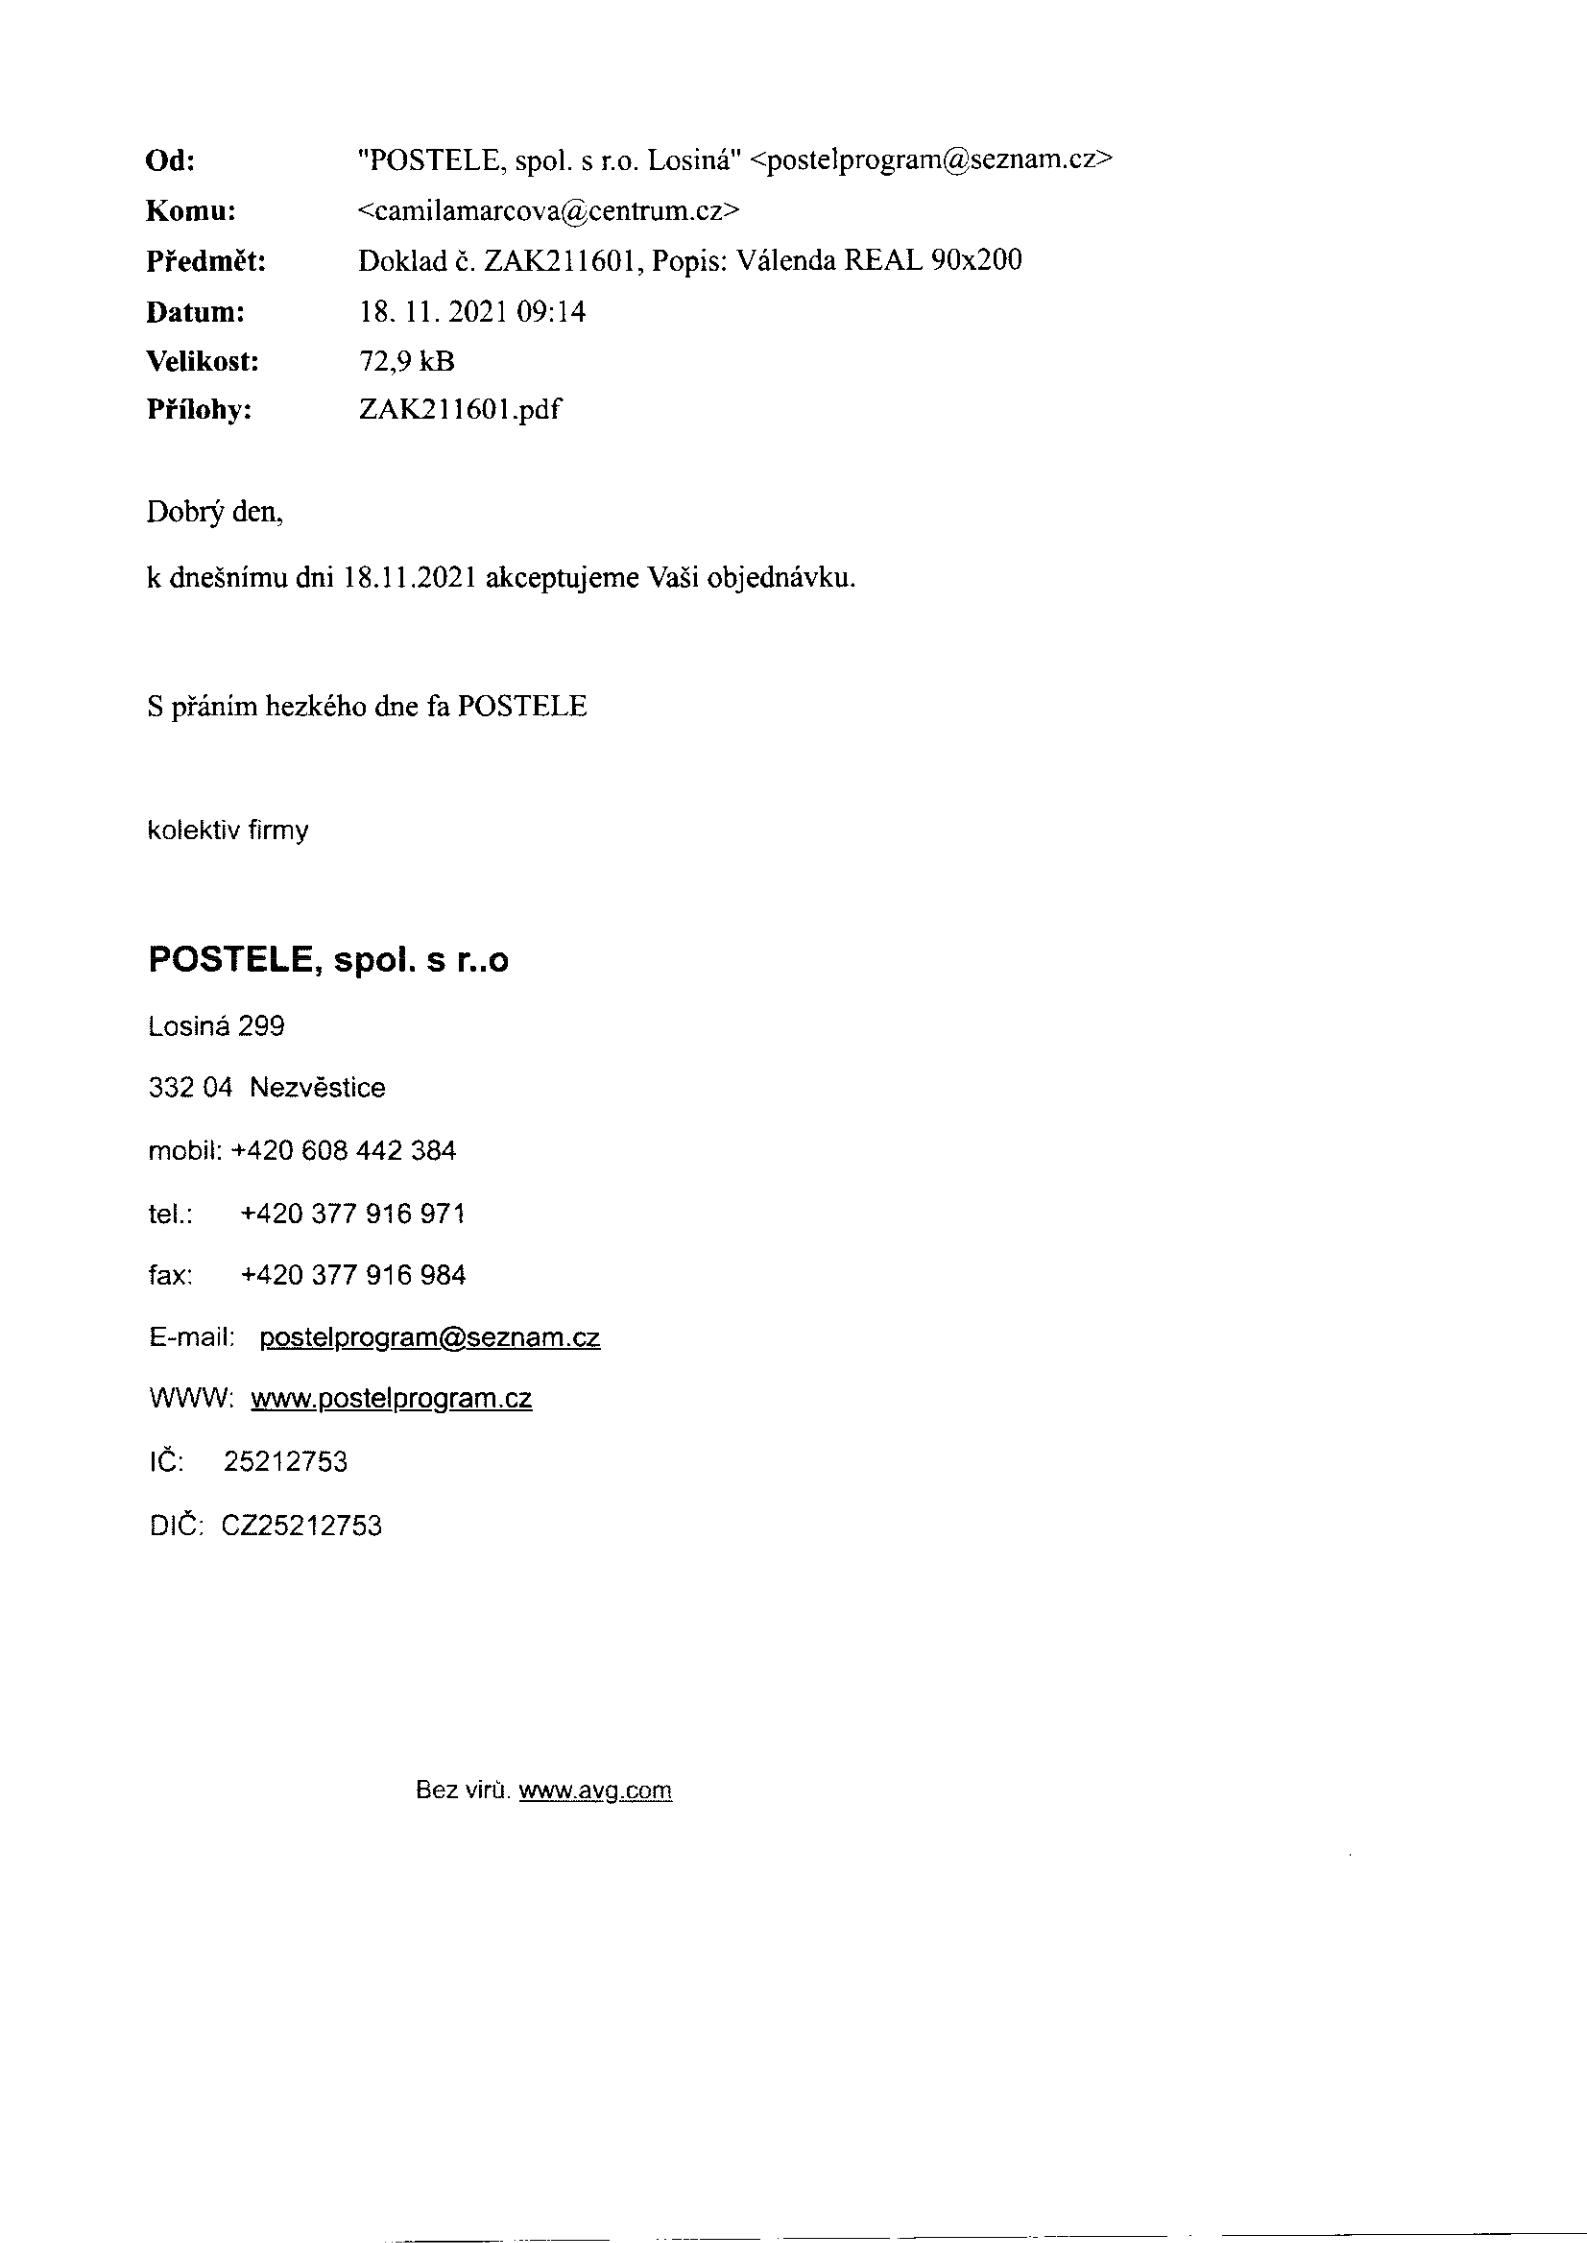 Od: "POSTELE, spol. s r.o. Losiná" <postelprogram@seznam.cz>
Komu: <camilamarcova@centrum.cz>
Předmět: Doklad č. ZAK211601, Popis: Válenda REAL 90x200
Datum: 18. 11. 2021 09:14
Velikost: 72,9 kB
Přílohy: ZAK211601.pdf
Dobrý den,
k dnešnímu dni 18.11.2021 akceptujeme Vaši objednávku.
S přáním hezkého dne fa POSTELE
kolektiv firmy
POSTELE, spol. s r..o
Losiná 299
332 04 Nezvěstice
mobil: +420 608 442 384
tel.: +420 377 916 971
fax: +420 377 916 984
E-mail: postelprogram@seznam.cz
WWW: www.postelprogram.cz
IČ: 25212753
DIČ: CZ25212753
Bez virů. www.avg.com